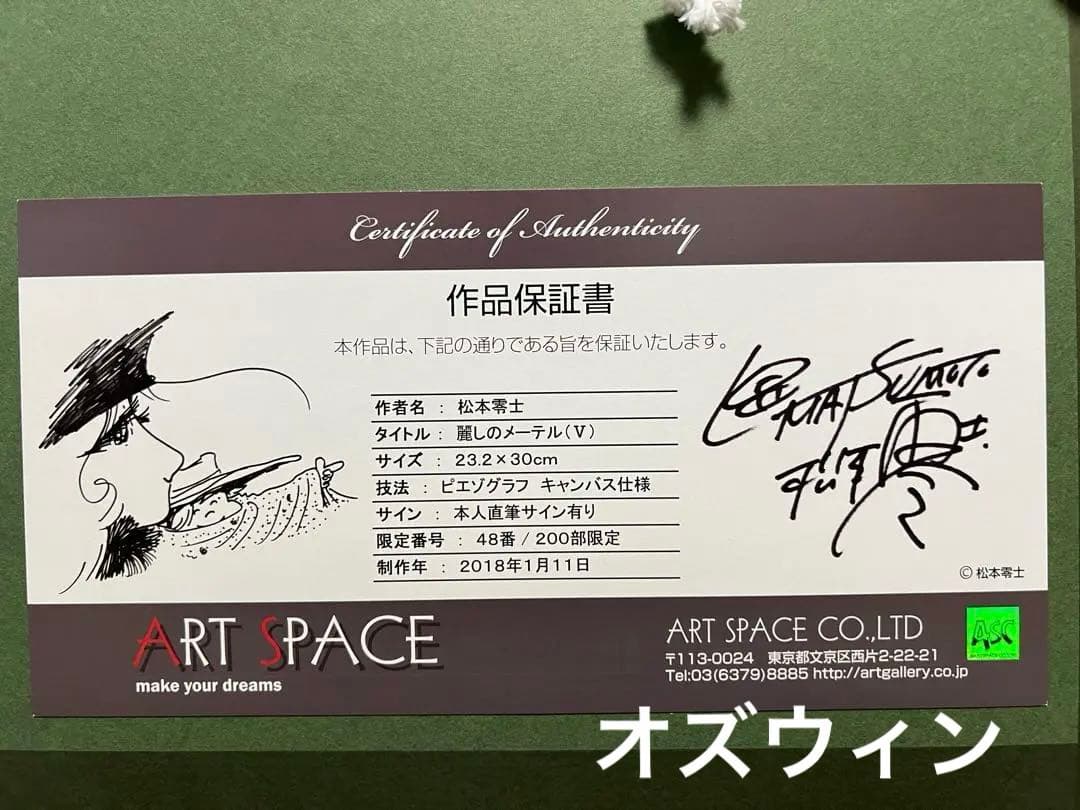 Certificate of Authenticity
作品保証書
本作品は、下記の通りである旨を保証いたします。
作者名 : 松本零士
タイトル : 麗しのメーテル(Ⅴ)
サイズ : 23.2×30cm
技法 : ピエゾグラフ キャンバス仕様
サイン : 本人直筆サイン有り
限定番号 : 48番 / 200部限定
制作年 : 2018年1月11日
© 松本零士
ART SPACE
make your dreams
ART SPACE CO.,LTD
〒113-0024 東京都文京区西片2-22-21
Tel:03(6379)8885 http://artgallery.co.jp
ASC
オズウィン